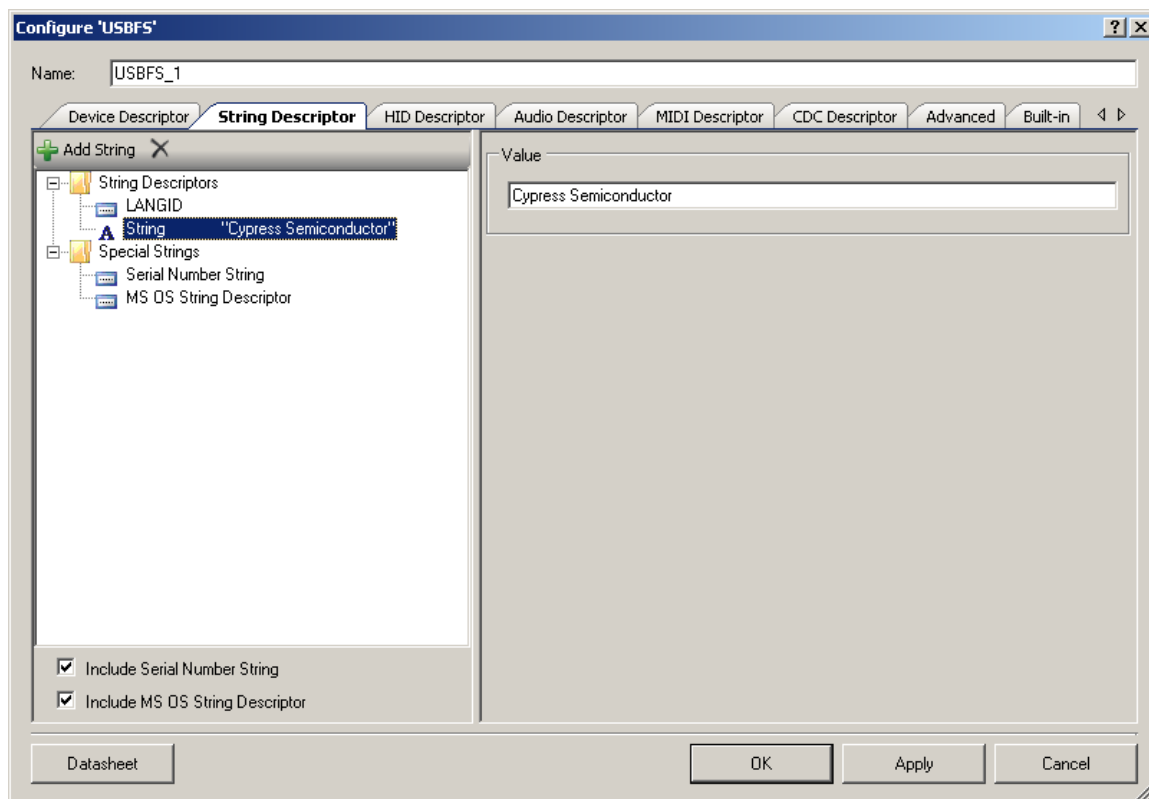 Configure 'USBFS'
Name: USBFS_1
Device Descriptor String Descriptor HID Descriptor Audio Descriptor MIDI Descriptor CDC Descriptor Advanced Built-in
Add String
String Descriptors
LANGID
String "Cypress Semiconductor"
Special Strings
Serial Number String
MS OS String Descriptor
Value
Cypress Semiconductor
Include Serial Number String
Include MS OS String Descriptor
Datasheet OK Apply Cancel